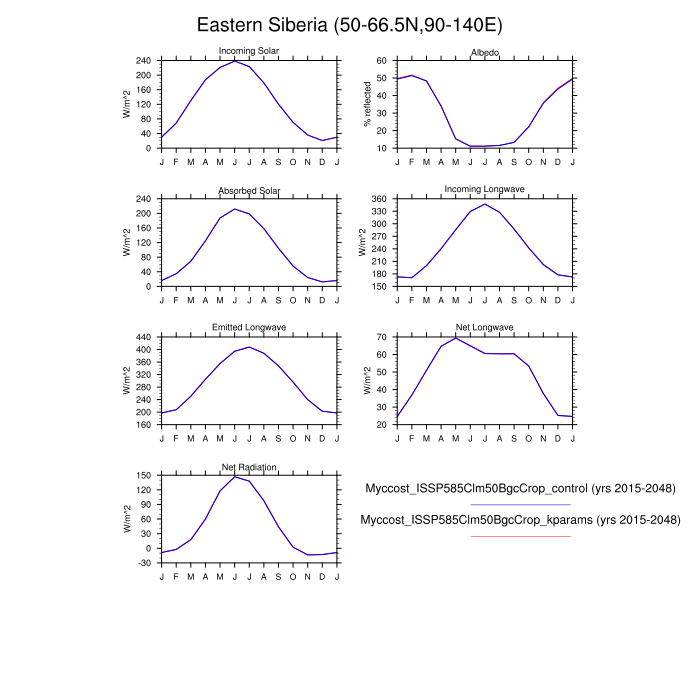 Eastern Siberia (50-66.5N,90-140E)
Incoming Solar
W/m^2
240
200
160
120
80
40
0
J F M A M J J A S O N D J
Albedo
% reflected
60
50
40
30
20
10
J F M A M J J A S O N D J
Absorbed Solar
W/m^2
240
200
160
120
80
40
0
J F M A M J J A S O N D J
Incoming Longwave
W/m^2
360
330
300
270
240
210
180
150
J F M A M J J A S O N D J
Emitted Longwave
W/m^2
440
400
360
320
280
240
200
160
J F M A M J J A S O N D J
Net Longwave
W/m^2
70
60
50
40
30
20
J F M A M J J A S O N D J
Net Radiation
W/m^2
150
120
90
60
30
0
-30
J F M A M J J A S O N D J
Myccost_ISSP585Clm50BgcCrop_control (yrs 2015-2048)
Myccost_ISSP585Clm50BgcCrop_kparams (yrs 2015-2048)